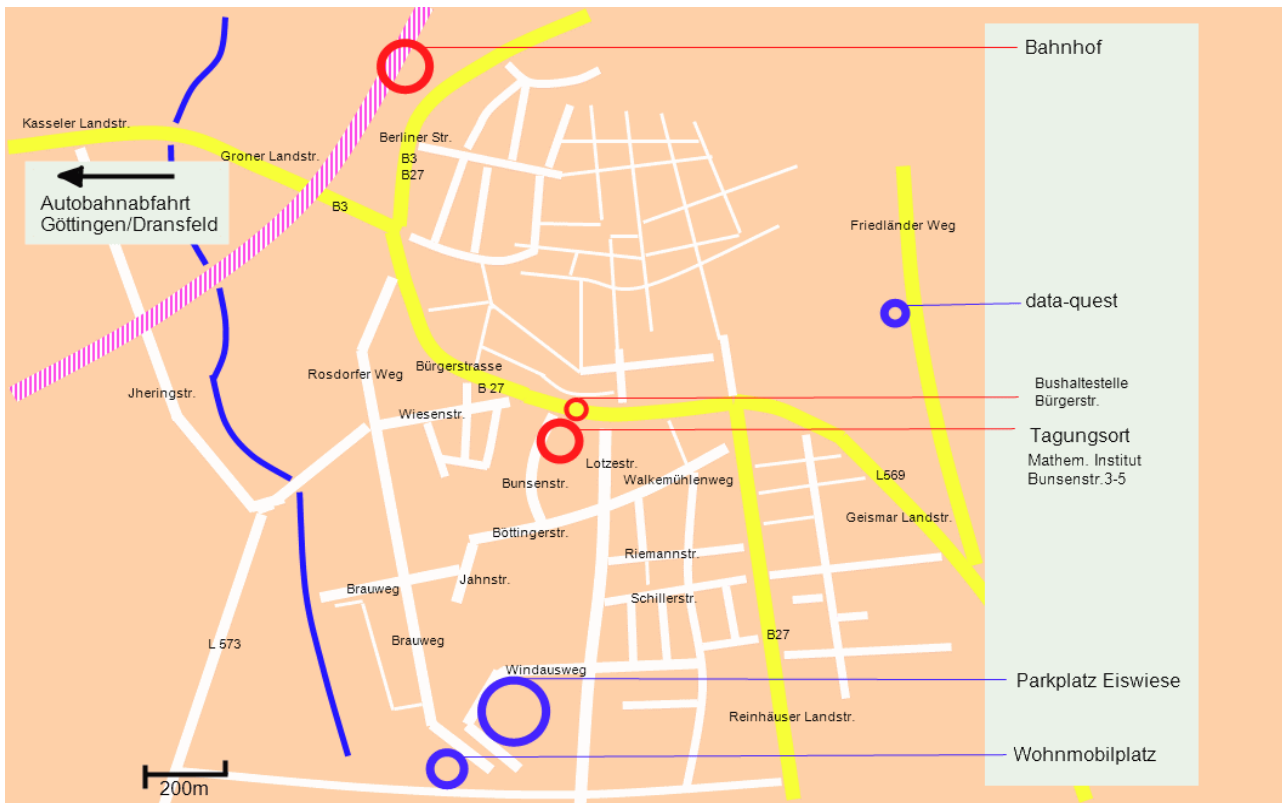 Bahnhof
Kasseler Landstr.
Berliner Str.
Groner Landstr.
B3
B27
Autobahnabfahrt
Göttingen/Dransfeld
B3
Friedländer Weg
data-quest
Bürgerstrasse
Rosdorfer Weg
B 27
Jheringstr.
Wiesenstr.
Bushaltestelle
Bürgerstr.
Tagungsort
Mathem. Institut
Bunsenstr.3-5
Lotzestr.
Walkemühlenweg
Bunsenstr.
L569
Geismar Landstr.
Böttingerstr.
Riemannstr.
Jahnstr.
Brauweg
Schillerstr.
B27
Brauweg
L 573
Windausweg
Parkplatz Eiswiese
Reinhäuser Landstr.
Wohnmobilplatz
200m